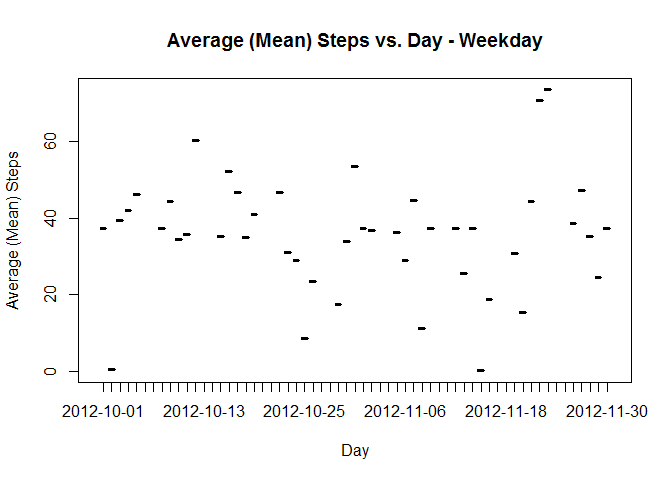 Average (Mean) Steps vs. Day - Weekday
Average (Mean) Steps
60
40
20
0
2012-10-01 2012-10-13 2012-10-25 2012-11-06 2012-11-18 2012-11-30
Day